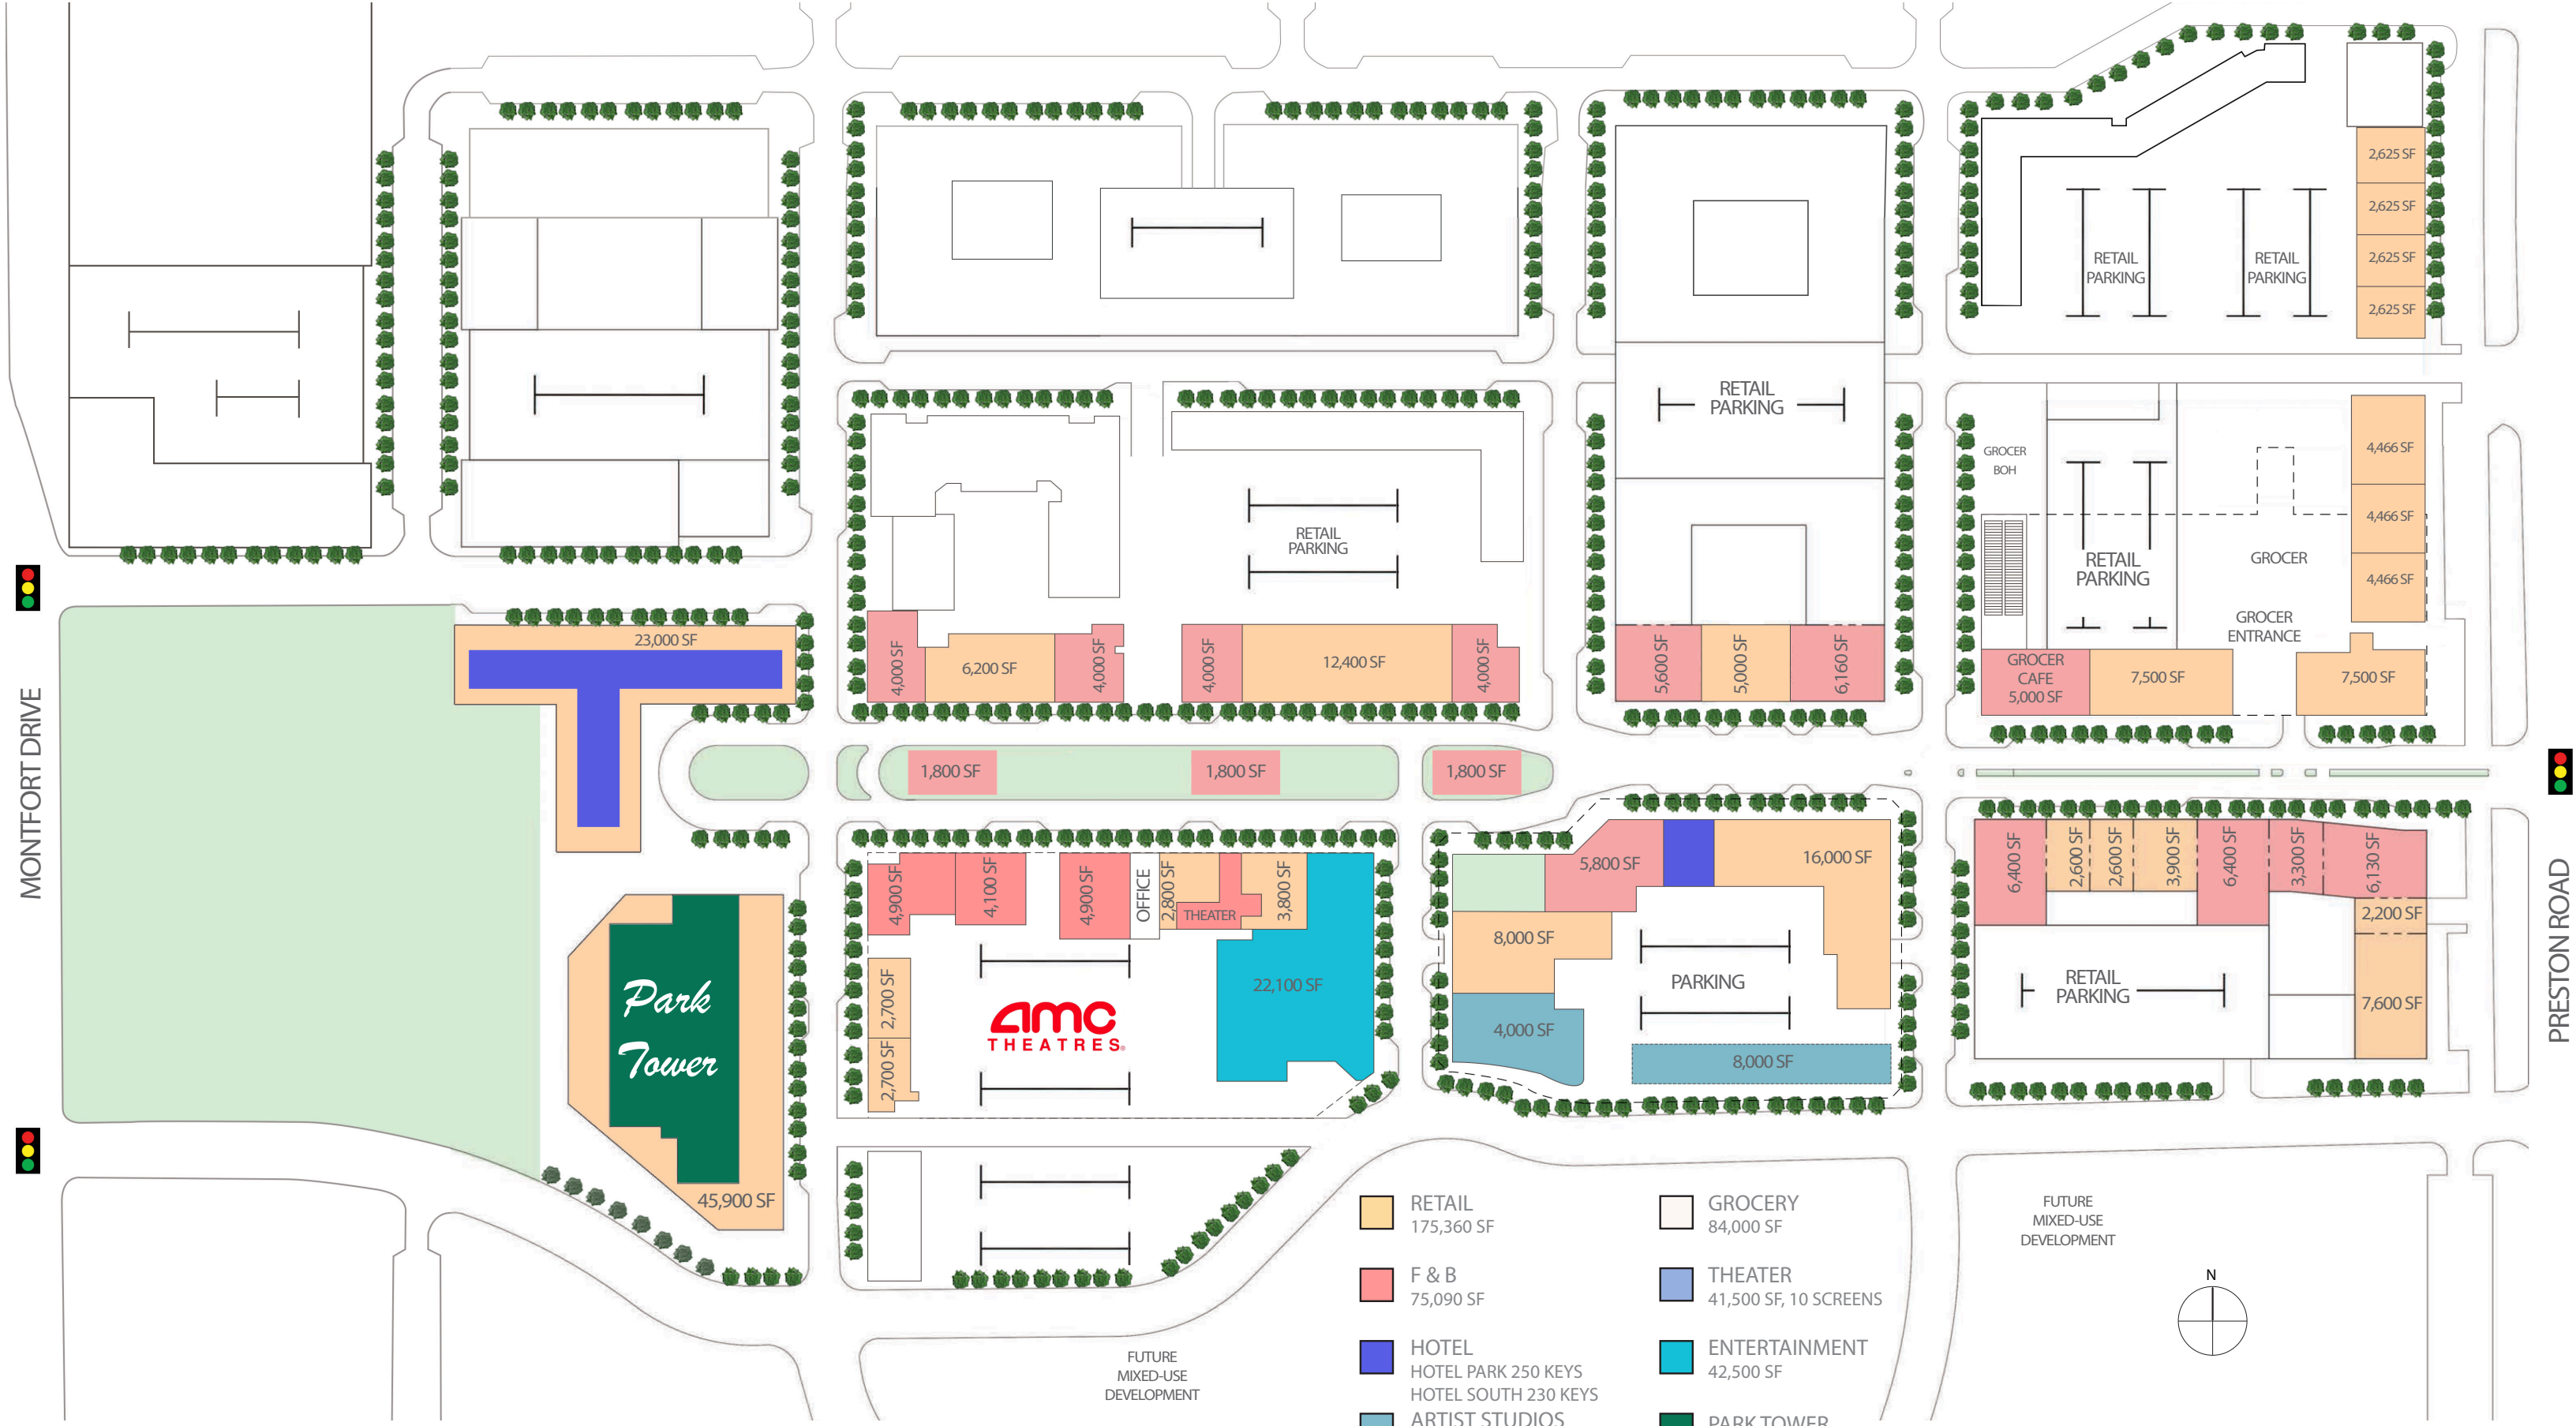 2,625 SF
2,625 SF
RETAIL
PARKING
RETAIL
PARKING
2,625 SF
2,625 SF
RETAIL
PARKING
GROCER
BOH
4,466 SF
4,466 SF
RETAIL
PARKING
RETAIL
PARKING
GROCER
4,466 SF
GROCER
ENTRANCE
23,000 SF
4,000 SF
6,200 SF
4,000 SF
4,000 SF
12,400 SF
4,000 SF
5,600 SF
5,000 SF
6,160 SF
GROCER
CAFE
5,000 SF
7,500 SF
7,500 SF
MONTFORT DRIVE
1,800 SF
1,800 SF
1,800 SF
4,900 SF
4,100 SF
4,900 SF
OFFICE
2,800 SF
THEATER
3,800 SF
5,800 SF
16,000 SF
6,400 SF
2,600 SF
2,600 SF
3,900 SF
6,400 SF
3,300 SF
6,130 SF
2,200 SF
PRESTON ROAD
Park
Tower
45,900 SF
2,700 SF
2,700 SF
amc
THEATRES®
22,100 SF
8,000 SF
PARKING
4,000 SF
8,000 SF
RETAIL
PARKING
7,600 SF
RETAIL
175,360 SF
GROCERY
84,000 SF
F & B
75,090 SF
THEATER
41,500 SF, 10 SCREENS
HOTEL
HOTEL PARK 250 KEYS
HOTEL SOUTH 230 KEYS
ENTERTAINMENT
42,500 SF
ARTIST STUDIOS
PARK TOWER
FUTURE
MIXED-USE
DEVELOPMENT
FUTURE
MIXED-USE
DEVELOPMENT
N